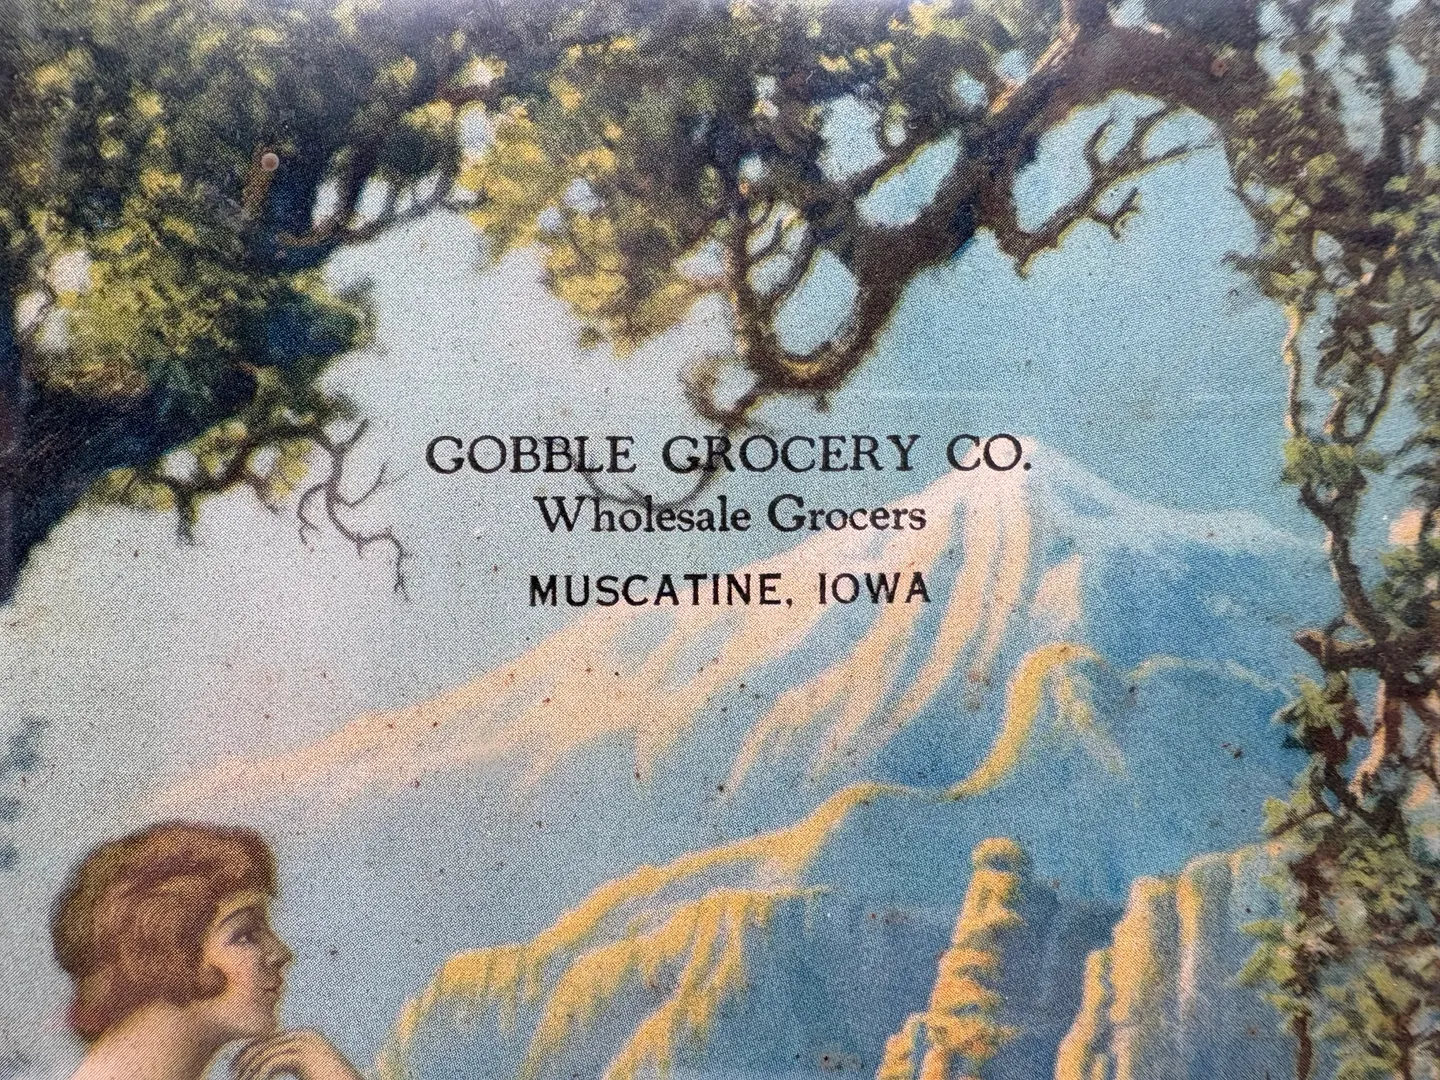 GOBBLE GROCERY CO.
Wholesale Grocers
MUSCATINE, IOWA